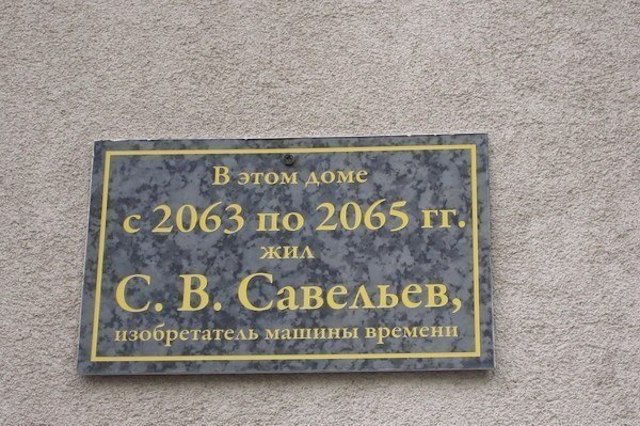 В этом доме
с 2063 по 2065 гг.
жил
С. В. Савельев,
изобретатель машины времени